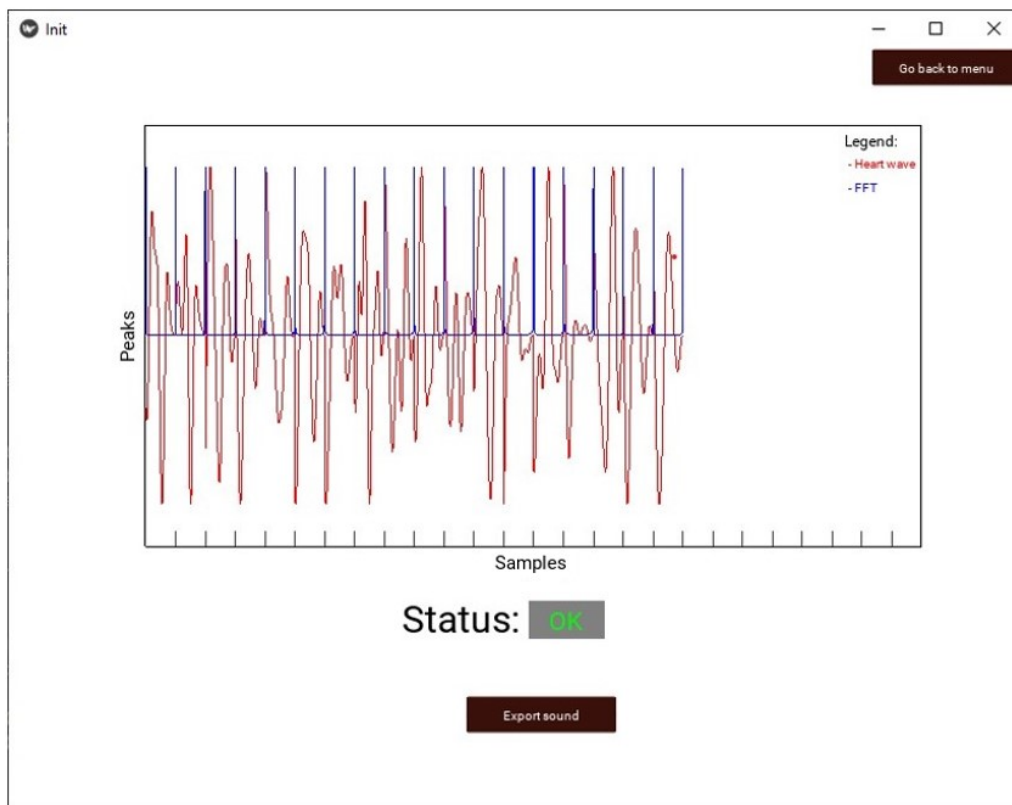 Init
Go back to menu
Legend:
- Heart wave
- FFT
Peaks
Samples
Status: OK
Export sound